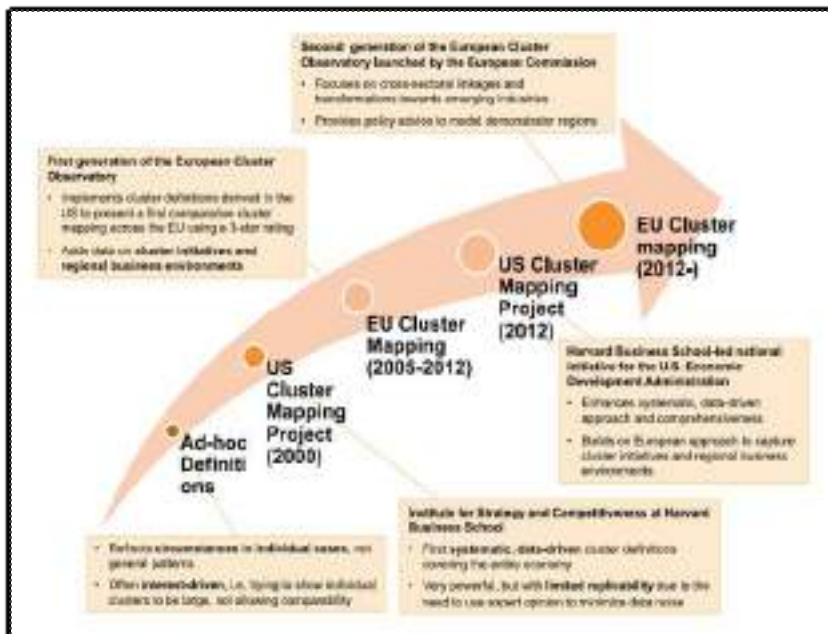 Second generation of the European Cluster
Observatory launched by the European Commission
• Focuses on cross-sectoral linkages and
transformations towards emerging industries
• Provides policy advice to model demonstrator regions
First generation of the European Cluster
Observatory
• Implements cluster definitions derived in the
US to present a first comparative cluster
mapping across the EU using a 3-star rating
• Adds data on cluster initiatives and
regional business environments
EU Cluster
mapping
(2012-)
US Cluster
Mapping
Project
(2012)
EU Cluster
Mapping
(2005-2012)
US
Cluster
Mapping
Project
(2000)
Ad-hoc
Definiti
ons
Harvard Business School-led national
initiative for the U.S. Economic
Development Administration
• Enhances systematic, data-driven
approach and comprehensiveness
• Builds on European approach to capture
cluster initiatives and regional business
environments
Institute for Strategy and Competitiveness at Harvard
Business School
• First systematic, data-driven cluster definitions
covering the entire economy
• Very powerful, but with limited replicability due to the
need to use expert opinion to minimize data noise
• Reflects circumstances in individual cases, not
general patterns
• Often interest-driven, i.e. trying to show individual
clusters to be large, not allowing comparability